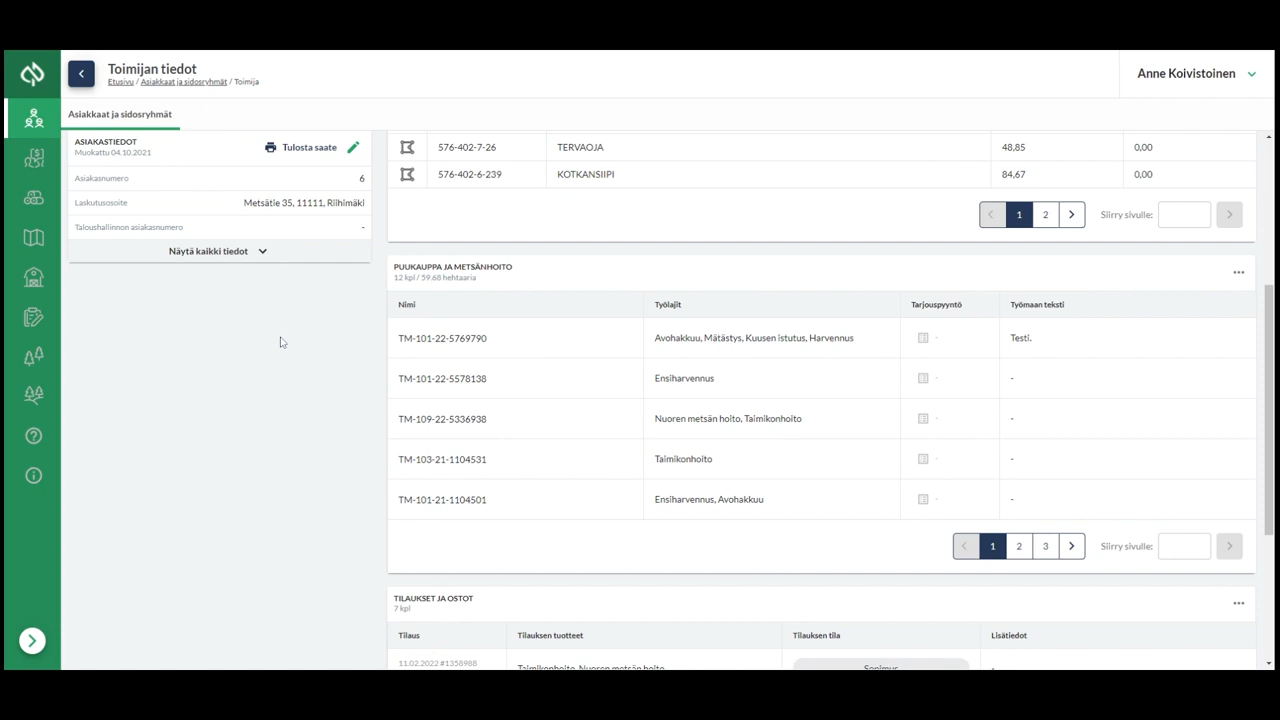 Toimijan tiedot
Etusivu / Asiakkaat ja sidosryhmät / Toimija
Anne Koivistoinen
Asiakkaat ja sidosryhmät
ASIAKASTIEDOT
Muokattu 04.10.2021
Tulosta saate
Asiakasnumero 6
Laskutusosoite Metsätie 35, 11111, Riihimäki
Taloushallinnon asiakasnumero -
Näytä kaikki tiedot
576-402-7-26 TERVAOJA 48,85 0,00
576-402-6-239 KOTKANSIIPI 84,67 0,00
1 2 Siirry sivulle:
PUUKAUPPA JA METSÄNHOITO
12 kpl / 59.68 hehtaaria
Nimi Työlajit Tarjouspyyntö Työmaan teksti
TM-101-22-5769790 Avohakkuu, Mätästys, Kuusen istutus, Harvennus - Testi.
TM-101-22-5578138 Ensiharvennus - -
TM-109-22-5336938 Nuoren metsän hoito, Taimikonhoito - -
TM-103-21-1104531 Taimikonhoito - -
TM-101-21-1104501 Ensiharvennus, Avohakkuu - -
1 2 3 Siirry sivulle:
TILAUKSET JA OSTOT
7 kpl
Tilaus Tilauksen tuotteet Tilauksen tila Lisätiedot
11.02.2022 #1358988 Taimikonhoito, Nuoren metsän hoito Sopimus -